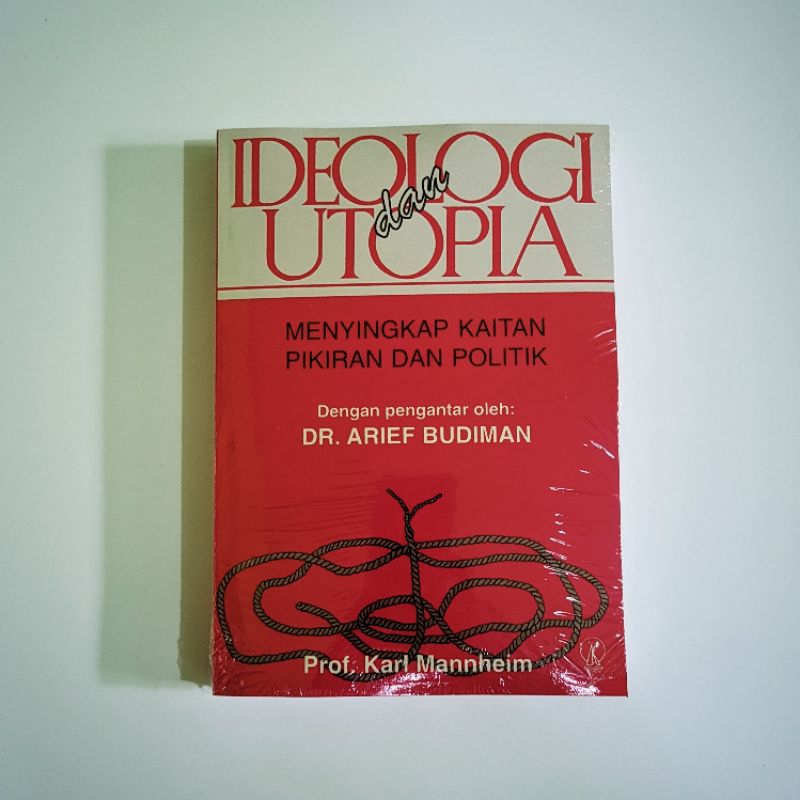 IDEOLOGI
dan
UTOPIA
MENYINGKAP KAITAN
PIKIRAN DAN POLITIK
Dengan pengantar oleh:
DR. ARIEF BUDIMAN
Prof. Karl Mannheim